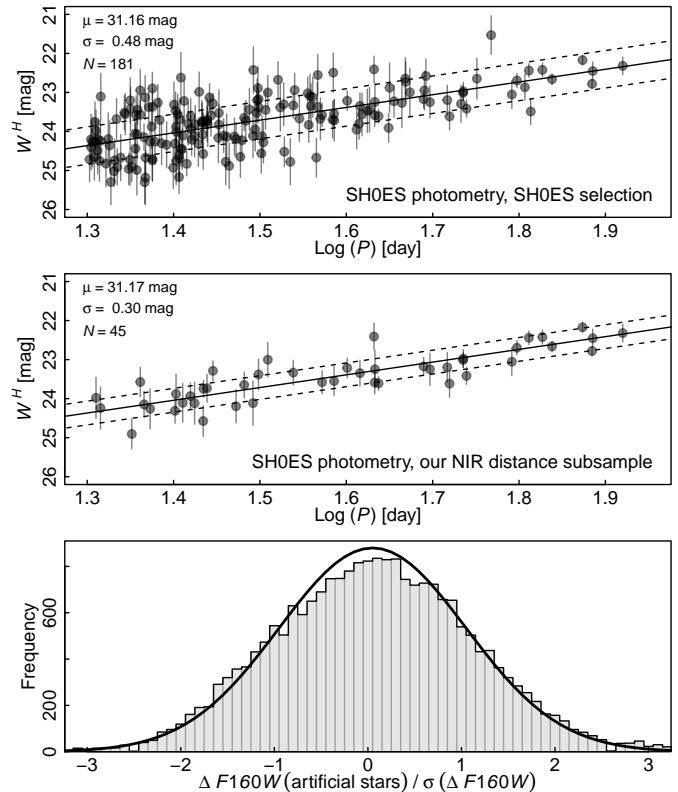 21
22
23
24
25
26
W^H [mag]
μ = 31.16 mag
σ = 0.48 mag
N = 181
SH0ES photometry, SH0ES selection
1.3 1.4 1.5 1.6 1.7 1.8 1.9
Log (P) [day]
21
22
23
24
25
26
W^H [mag]
μ = 31.17 mag
σ = 0.30 mag
N = 45
SH0ES photometry, our NIR distance subsample
1.3 1.4 1.5 1.6 1.7 1.8 1.9
Log (P) [day]
Frequency
600
200
0
−3 −2 −1 0 1 2 3
Δ F160W (artificial stars) / σ (Δ F160W)